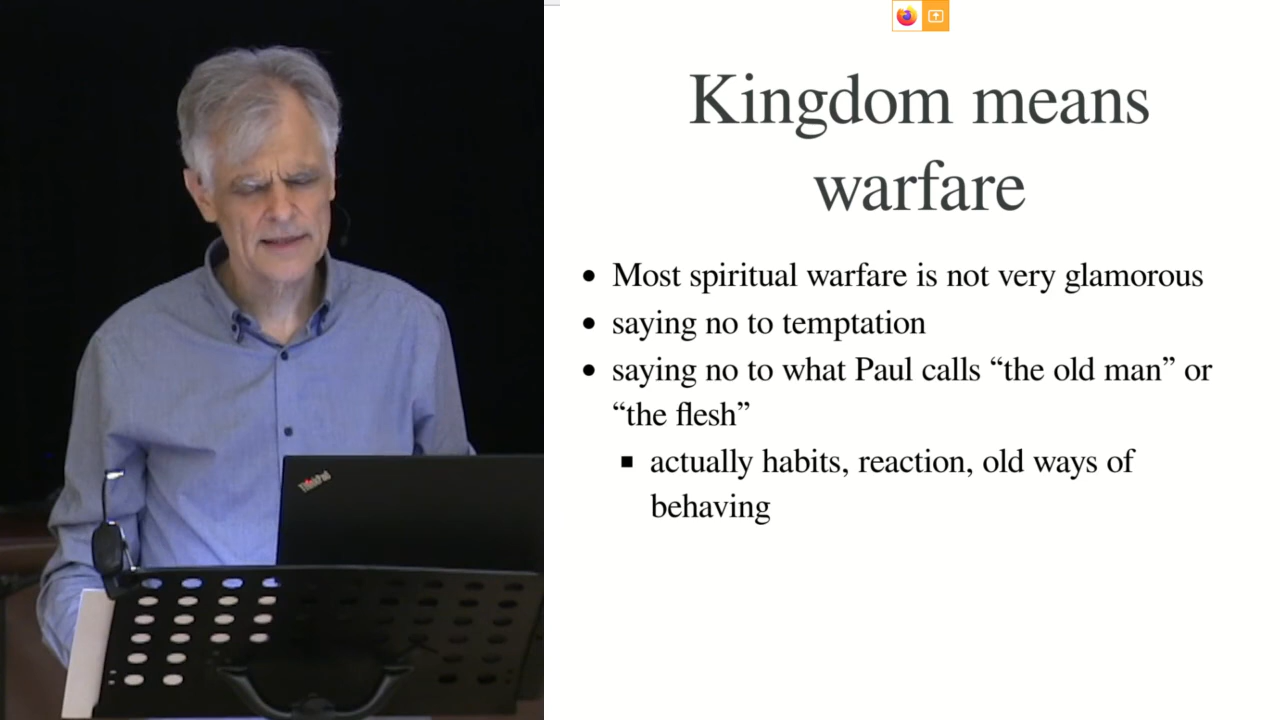 Kingdom means
warfare
Most spiritual warfare is not very glamorous
saying no to temptation
saying no to what Paul calls “the old man” or
“the flesh”
actually habits, reaction, old ways of
behaving
ThinkPad